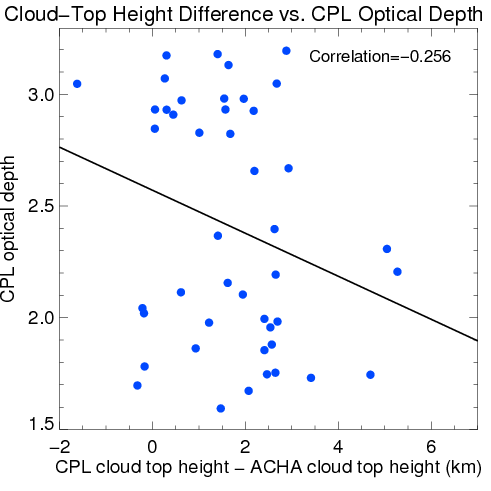 Cloud-Top Height Difference vs. CPL Optical Depth
Correlation=-0.256
3.0
2.5
2.0
1.5
CPL optical depth
-2 0 2 4 6
CPL cloud top height - ACHA cloud top height (km)